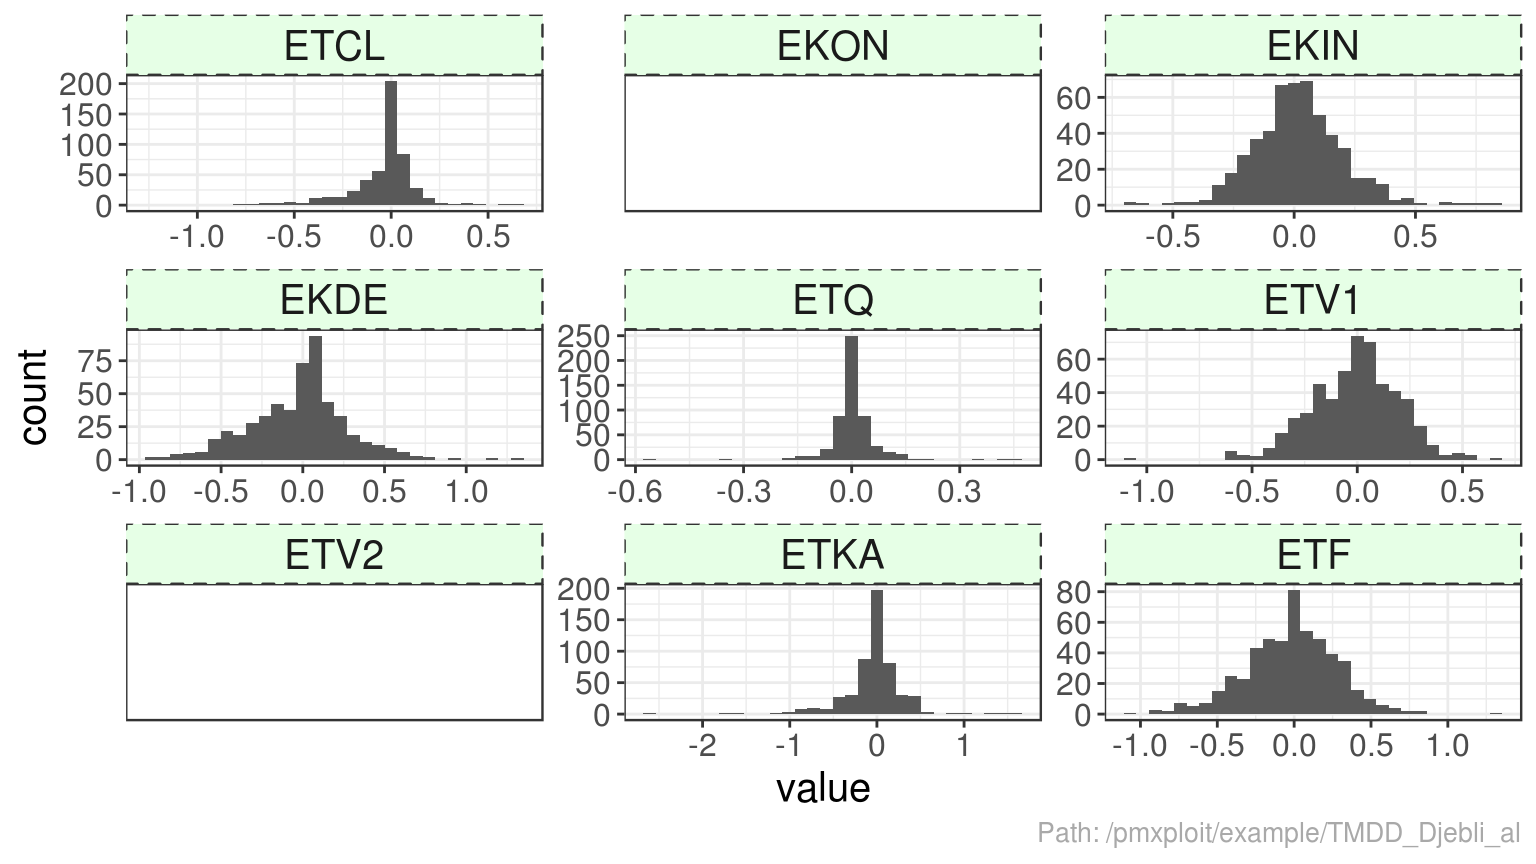 ETCL EKON EKIN
200
150
100
50
0
60
40
20
0
-1.0 -0.5 0.0 0.5
-0.5 0.0 0.5
EKDE ETQ ETV1
75
50
25
0
250
200
150
100
50
0
60
40
20
0
-1.0 -0.5 0.0 0.5 1.0
-0.6 -0.3 0.0 0.3
-1.0 -0.5 0.0 0.5
count
ETV2 ETKA ETF
200
150
100
50
0
80
60
40
20
0
-2 -1 0 1
-1.0 -0.5 0.0 0.5 1.0
value
Path: /pmxploit/example/TMDD_Djebli_al